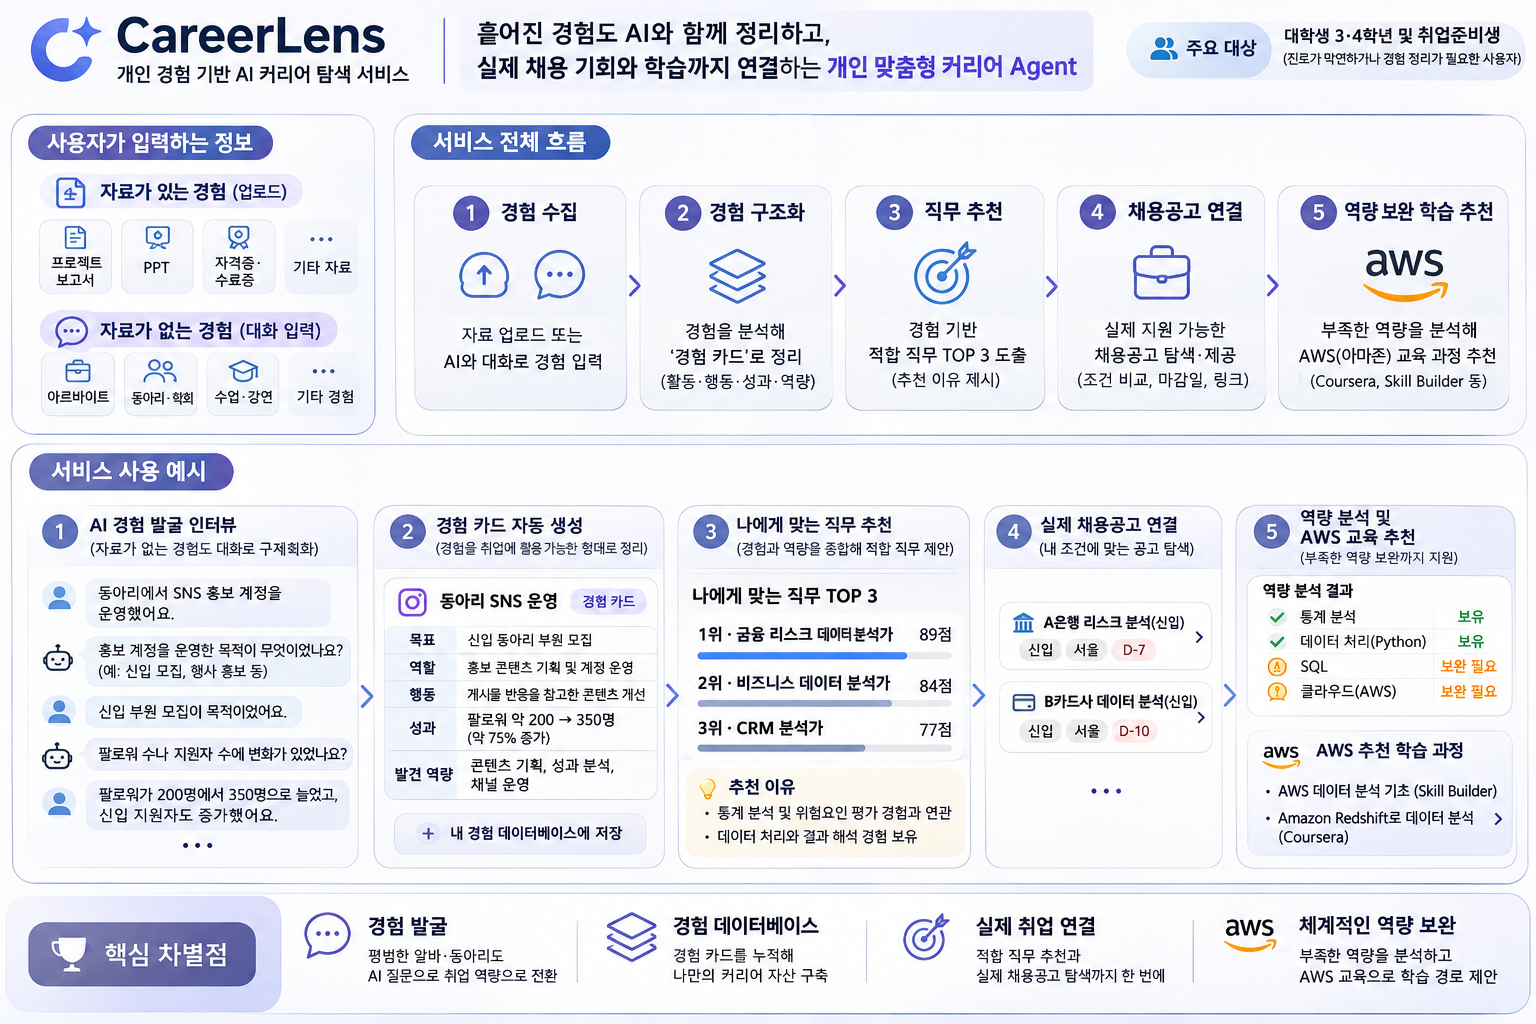 CareerLens
개인 경험 기반 AI 커리어 탐색 서비스
흩어진 경험도 AI와 함께 정리하고,
실제 채용 기회와 학습까지 연결하는 개인 맞춤형 커리어 Agent
주요 대상
대학생 3·4학년 및 취업준비생
(진로가 막연하거나 경험 정리가 필요한 사용자)
사용자가 입력하는 정보
자료가 있는 경험 (업로드)
프로젝트
보고서
PPT
자격증·
수료증
기타 자료
자료가 없는 경험 (대화 입력)
아르바이트
동아리·학회
수업·강연
기타 경험
서비스 전체 흐름
1 경험 수집
자료 업로드 또는
AI와 대화로 경험 입력
2 경험 구조화
경험을 분석해
‘경험 카드’로 정리
(활동·행동·성과·역량)
3 직무 추천
경험 기반
적합 직무 TOP 3 도출
(추천 이유 제시)
4 채용공고 연결
실제 지원 가능한
채용공고 탐색·제공
(조건 비교, 마감일, 링크)
5 역량 보완 학습 추천
aws
부족한 역량을 분석해
AWS(아마존) 교육 과정 추천
(Coursera, Skill Builder 등)
서비스 사용 예시
1 AI 경험 발굴 인터뷰
(자료가 없는 경험도 대화로 구체화)
동아리에서 SNS 홍보 계정을
운영했어요.
홍보 계정을 운영한 목적이 무엇이었나요?
(예: 신입 모집, 행사 홍보 등)
신입 부원 모집이 목적이었어요.
팔로워 수나 지원자 수에 변화가 있었나요?
팔로워가 200명에서 350명으로 늘었고,
신입 지원자도 증가했어요.
2 경험 카드 자동 생성
(경험을 취업에 활용 가능한 형태로 정리)
동아리 SNS 운영 경험 카드
목표 신입 동아리 부원 모집
역할 홍보 콘텐츠 기획 및 계정 운영
행동 게시물 반응을 참고한 콘텐츠 개선
성과 팔로워 약 200 → 350명
(약 75% 증가)
발견 역량 콘텐츠 기획, 성과 분석,
채널 운영
+ 내 경험 데이터베이스에 저장
3 나에게 맞는 직무 추천
(경험과 역량을 종합해 적합 직무 제안)
나에게 맞는 직무 TOP 3
1위 · 금융 리스크 데이터분석가 89점
2위 · 비즈니스 데이터 분석가 84점
3위 · CRM 분석가 77점
추천 이유
• 통계 분석 및 위험요인 평가 경험과 연관
• 데이터 처리와 결과 해석 경험 보유
4 실제 채용공고 연결
(내 조건에 맞는 공고 탐색)
A은행 리스크 분석(신입)
신입 서울 D-7
B카드사 데이터 분석(신입)
신입 서울 D-10
5 역량 분석 및
AWS 교육 추천
(부족한 역량 보완까지 지원)
역량 분석 결과
통계 분석 보유
데이터 처리(Python) 보유
SQL 보완 필요
클라우드(AWS) 보완 필요
aws AWS 추천 학습 과정
• AWS 데이터 분석 기초 (Skill Builder)
• Amazon Redshift로 데이터 분석
(Coursera)
핵심 차별점
경험 발굴
평범한 알바·동아리도
AI 질문으로 취업 역량으로 전환
경험 데이터베이스
경험 카드를 누적해
나만의 커리어 자산 구축
실제 취업 연결
적합 직무 추천과
실제 채용공고 탐색까지 한 번에
aws
체계적인 역량 보완
부족한 역량을 분석하고
AWS 교육으로 학습 경로 제안